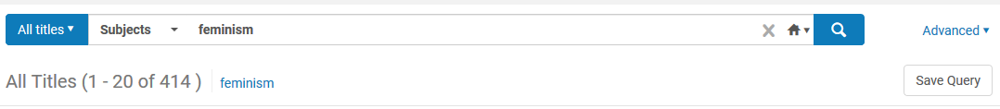 All titles Subjects feminism Advanced
All Titles (1 - 20 of 414 ) feminism Save Query